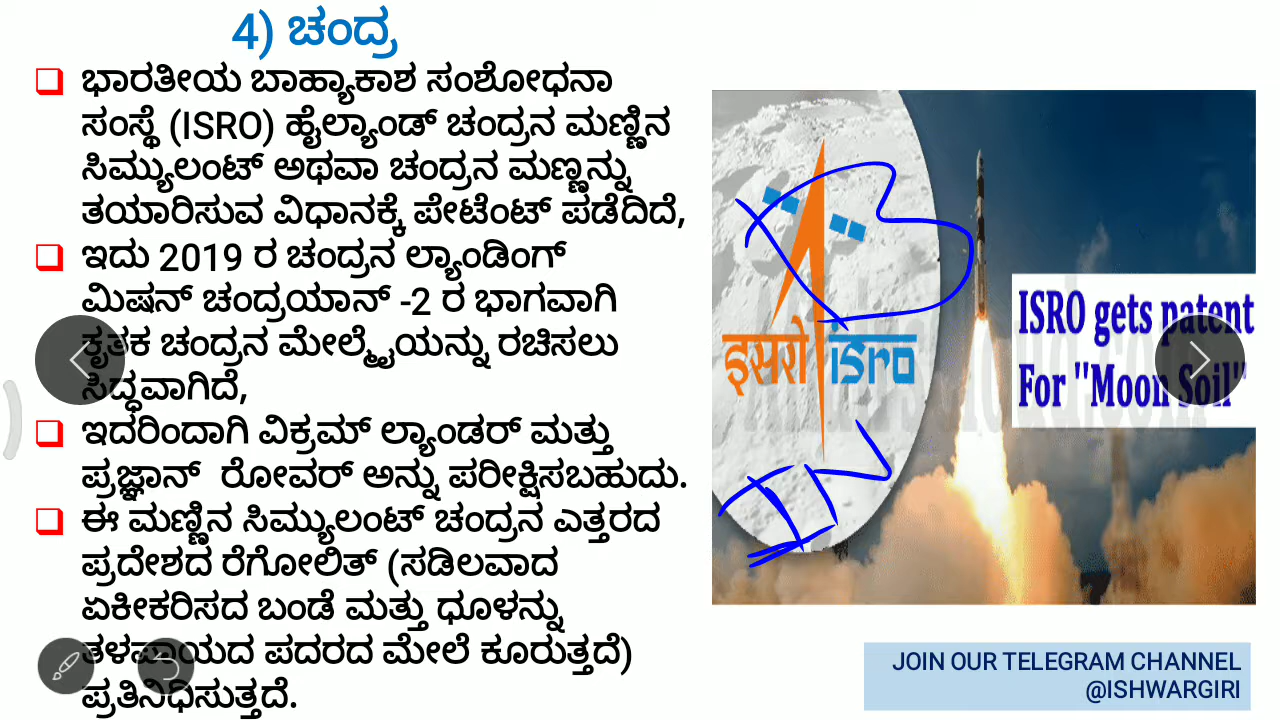 4) ಚಂದ್ರ
ಭಾರತೀಯ ಬಾಹ್ಯಾಕಾಶ ಸಂಶೋಧನಾ
ಸಂಸ್ಥೆ (ISRO) ಹೈಲ್ಯಾಂಡ್ ಚಂದ್ರನ ಮಣ್ಣಿನ
ಸಿಮ್ಯುಲಂಟ್ ಅಥವಾ ಚಂದ್ರನ ಮಣ್ಣನ್ನು
ತಯಾರಿಸುವ ವಿಧಾನಕ್ಕೆ ಪೇಟೆಂಟ್ ಪಡೆದಿದೆ,
ಇದು 2019 ರ ಚಂದ್ರನ ಲ್ಯಾಂಡಿಂಗ್
ಮಿಷನ್ ಚಂದ್ರಯಾನ್ -2 ರ ಭಾಗವಾಗಿ
ಕೃತಕ ಚಂದ್ರನ ಮೇಲ್ಮೈಯನ್ನು ರಚಿಸಲು
ಸಿದ್ಧವಾಗಿದೆ,
ಇದರಿಂದಾಗಿ ವಿಕ್ರಮ್ ಲ್ಯಾಂಡರ್ ಮತ್ತು
ಪ್ರಜ್ಞಾನ್ ರೋವರ್ ಅನ್ನು ಪರೀಕ್ಷಿಸಬಹುದು.
ಈ ಮಣ್ಣಿನ ಸಿಮ್ಯುಲಂಟ್ ಚಂದ್ರನ ಎತ್ತರದ
ಪ್ರದೇಶದ ರೆಗೋಲಿತ್ (ಸಡಿಲವಾದ
ಏಕೀಕರಿಸದ ಬಂಡೆ ಮತ್ತು ಧೂಳನ್ನು
ತಳಪಾಯದ ಪದರದ ಮೇಲೆ ಕೂರುತ್ತದೆ)
ಪ್ರತಿನಿಧಿಸುತ್ತದೆ.
इसरो isro
ISRO gets patent
For "Moon Soil"
JOIN OUR TELEGRAM CHANNEL
@ISHWARGIRI